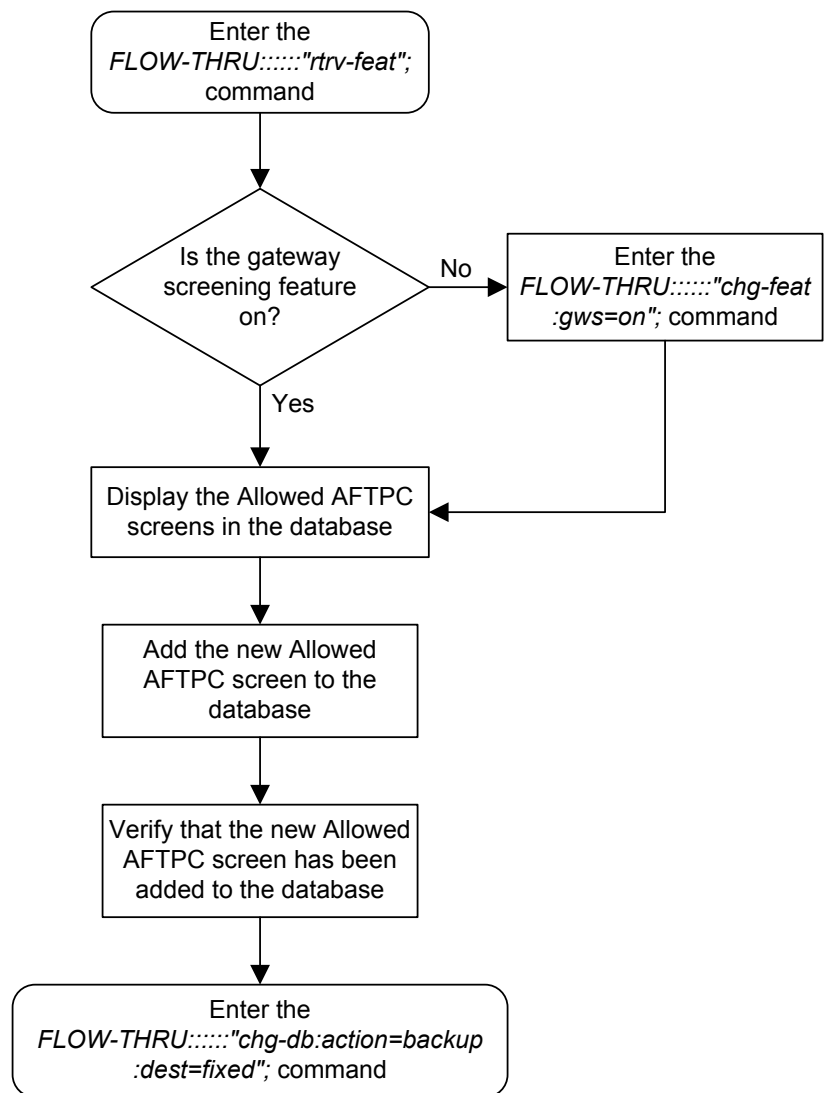 Enter the
FLOW-THRU::::::"rtrv-feat";
command
Is the gateway
screening feature
on?
No
Enter the
FLOW-THRU::::::"chg-feat
:gws=on"; command
Yes
Display the Allowed AFTPC
screens in the database
Add the new Allowed
AFTPC screen to the
database
Verify that the new Allowed
AFTPC screen has been
added to the database
Enter the
FLOW-THRU::::::"chg-db:action=backup
:dest=fixed"; command